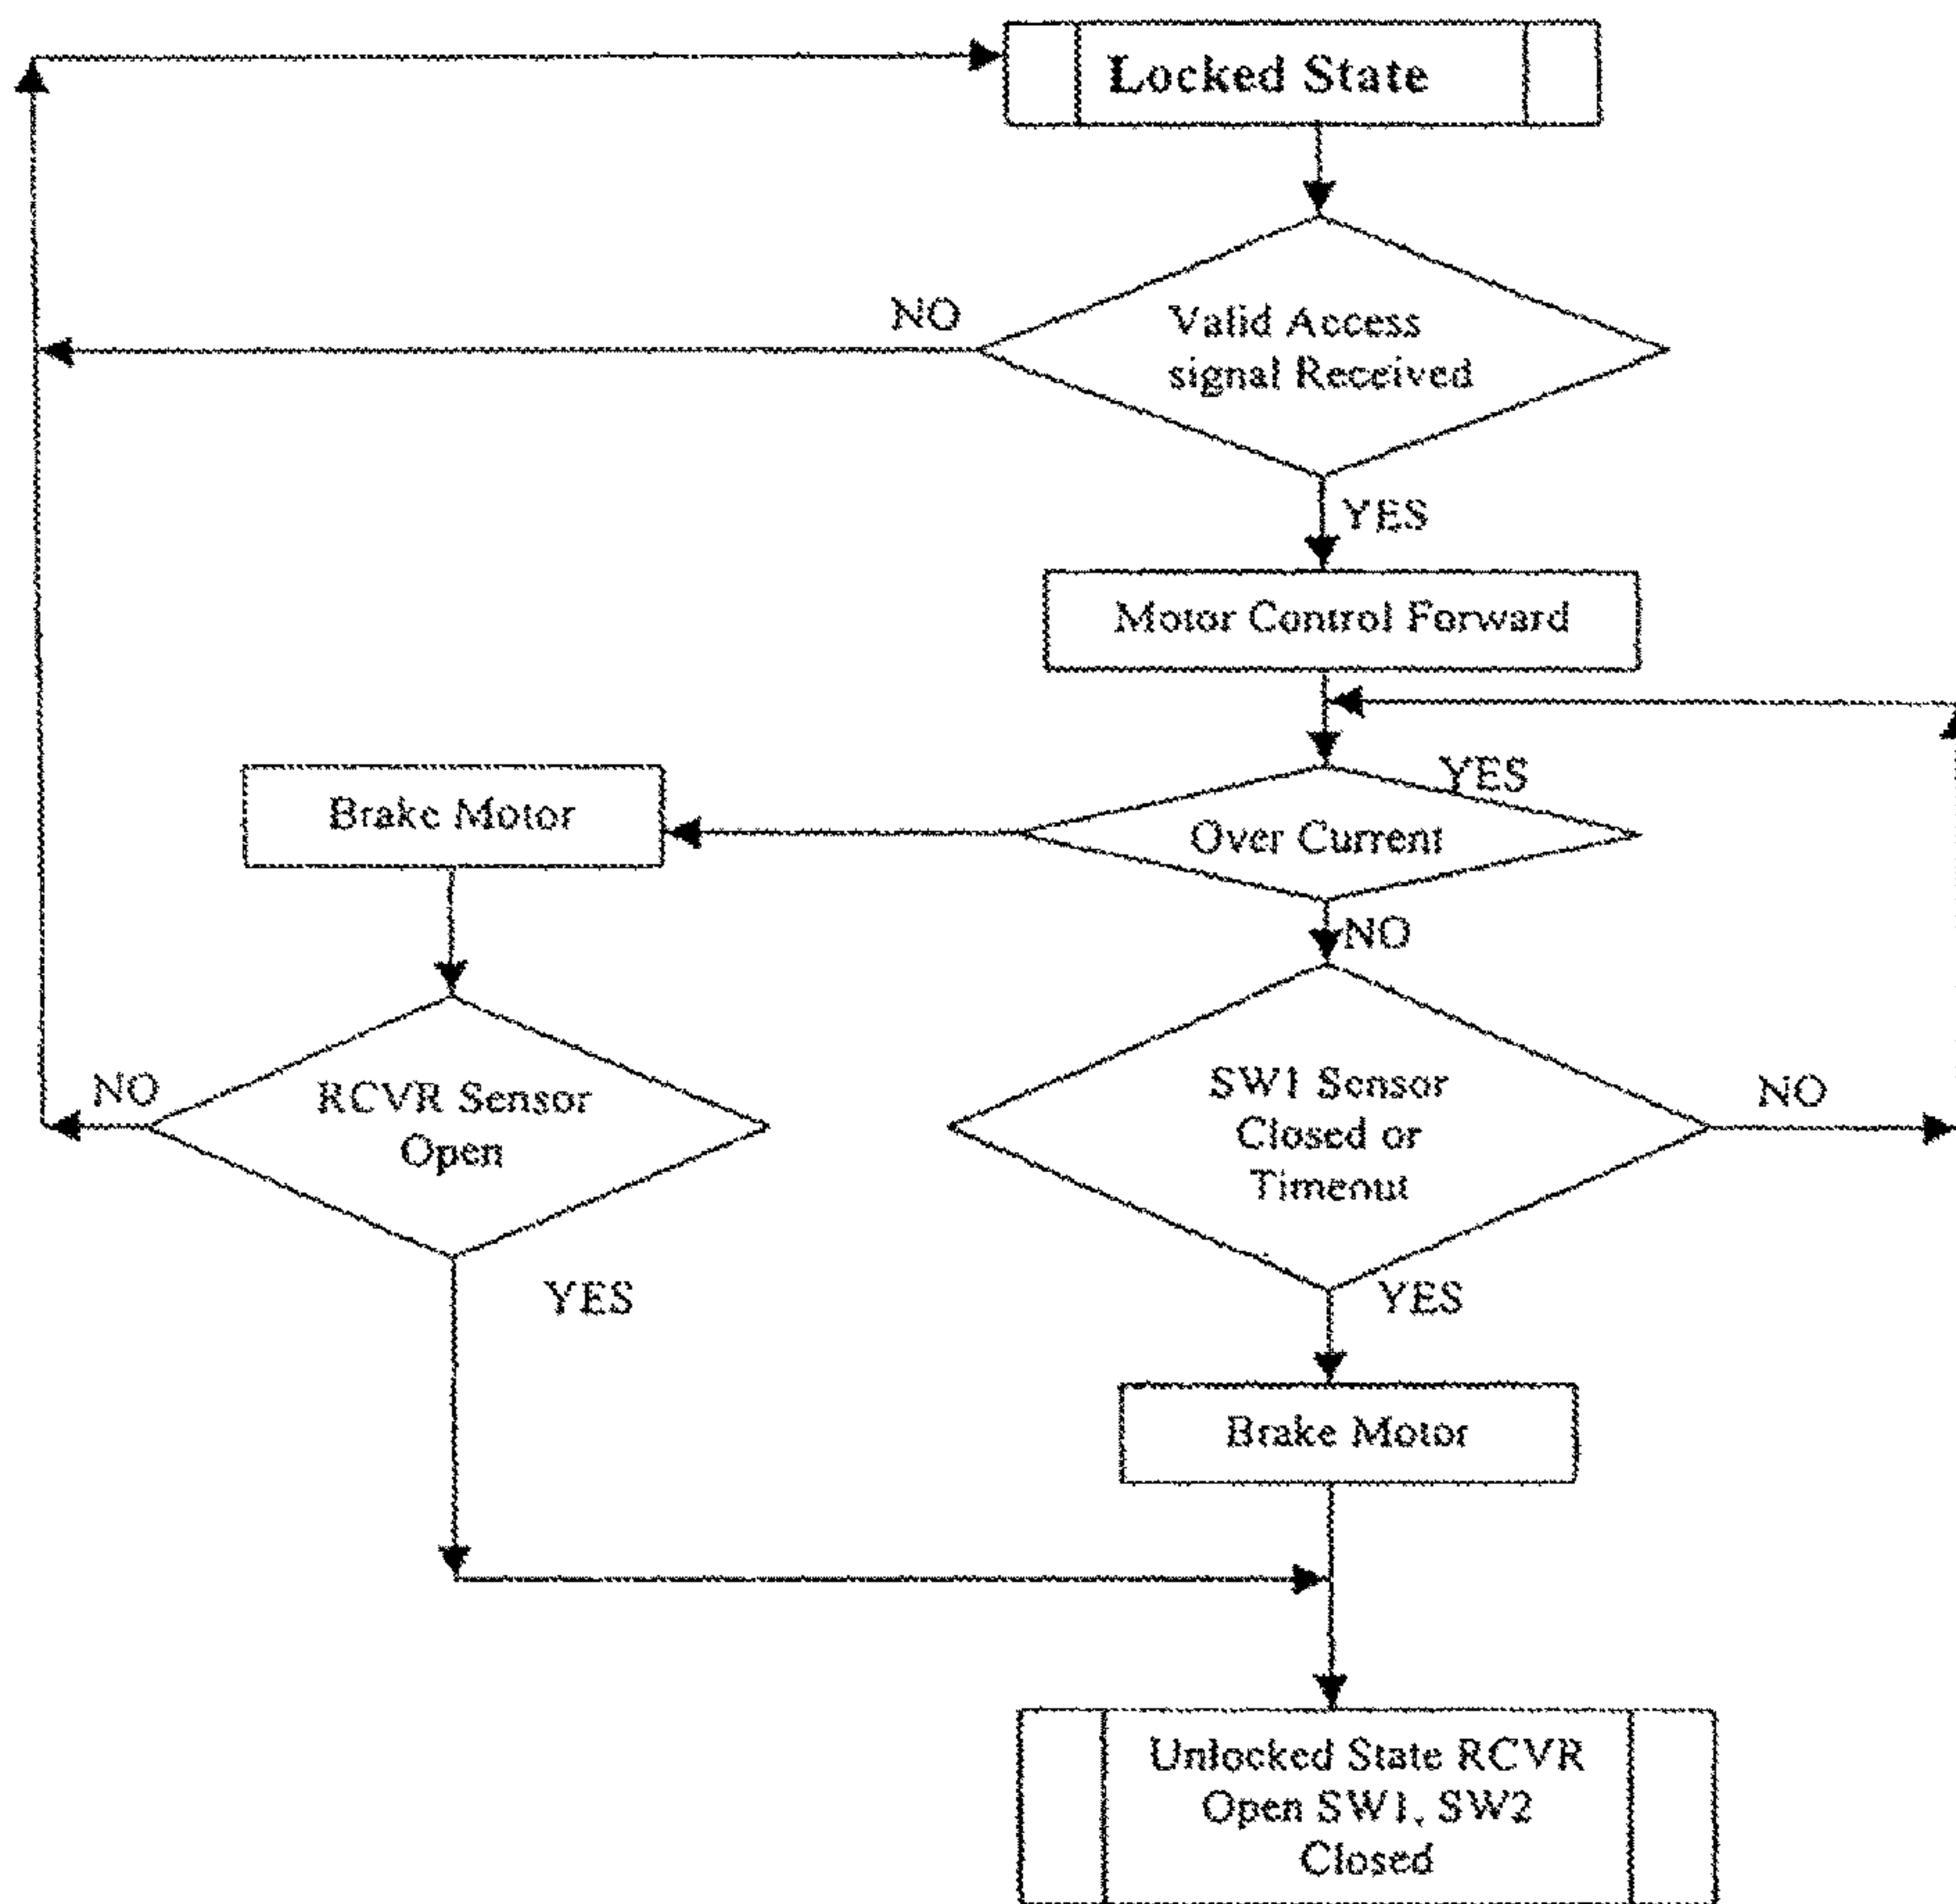 Locked State
NO
Valid Access
signal Received
YES
Motor Control Forward
YES
Brake Motor
Over Current
NO
NO
RCVR Sensor
Open
SW1 Sensor
Closed or
Timeout
NO
YES
YES
Brake Motor
Unlocked State RCVR
Open SW1, SW2
Closed